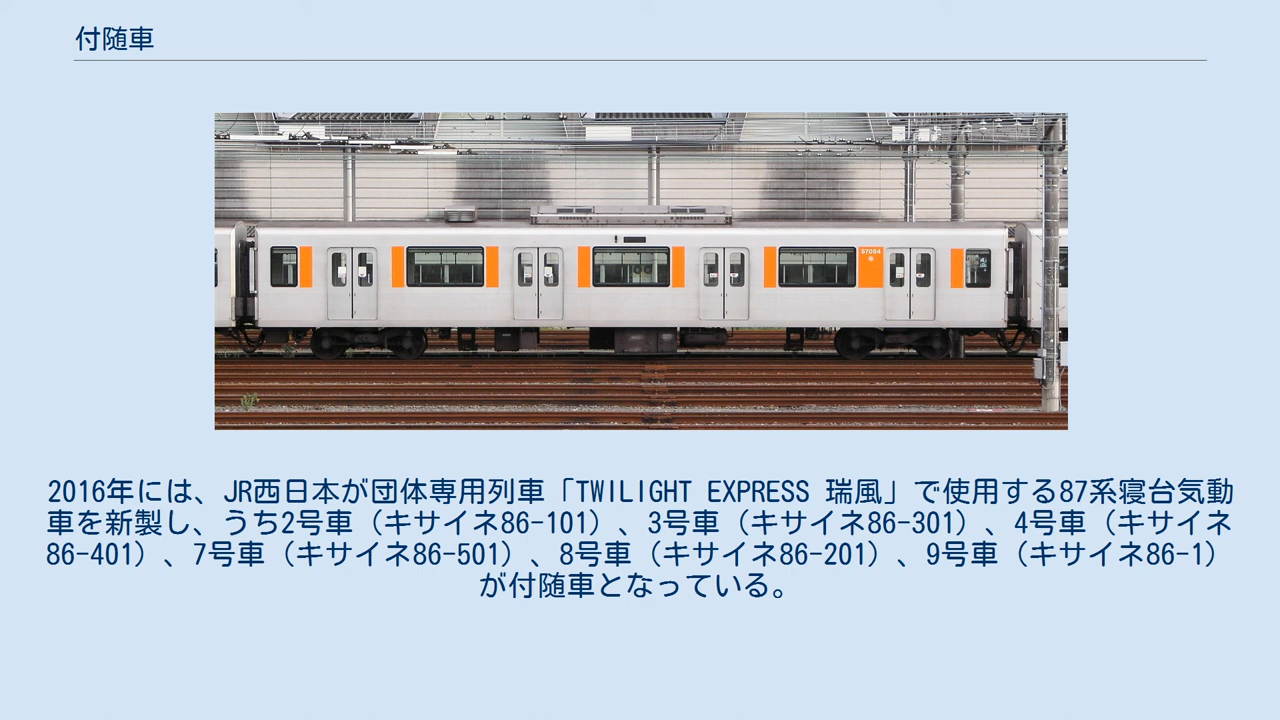 付随車
57054
2016年には、JR西日本が団体専用列車「TWILIGHT EXPRESS 瑞風」で使用する87系寝台気動
車を新製し、うち2号車（キサイネ86-101）、3号車（キサイネ86-301）、4号車（キサイネ
86-401）、7号車（キサイネ86-501）、8号車（キサイネ86-201）、9号車（キサイネ86-1）
が付随車となっている。